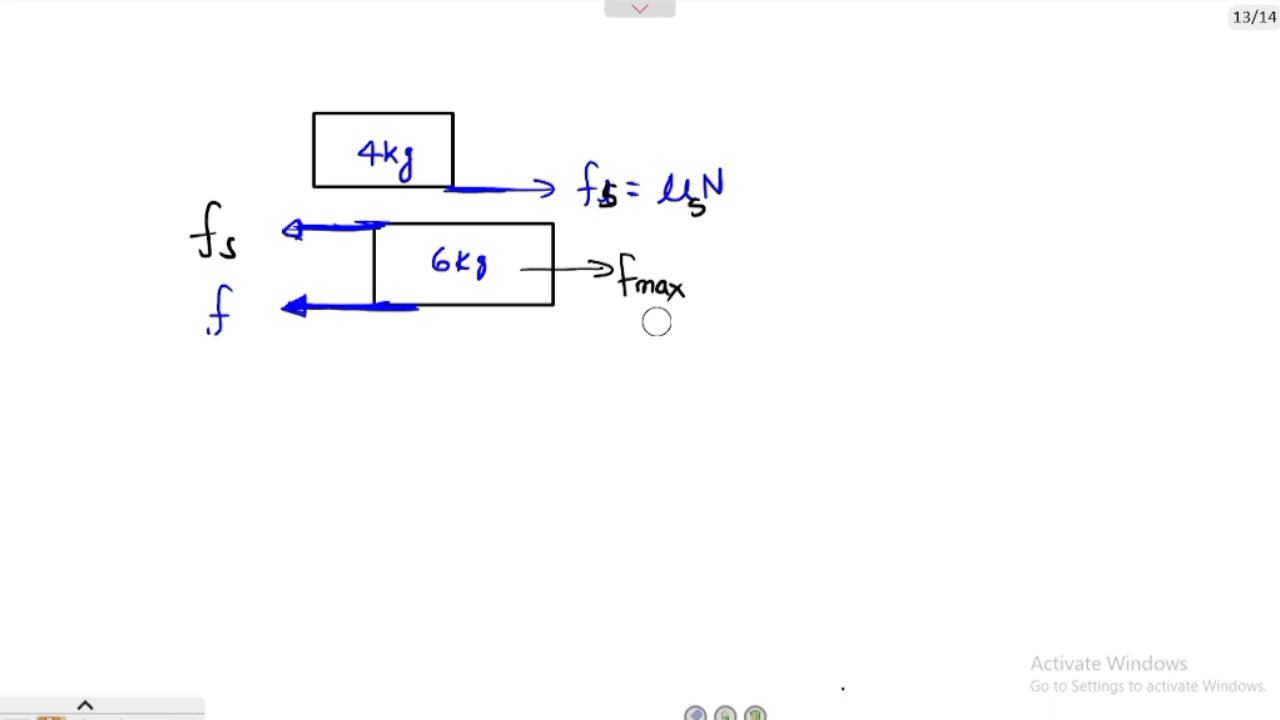 13/14
4kg
fs = μsN
fs
6kg
Fmax
f
Activate Windows
Go to Settings to activate Windows.